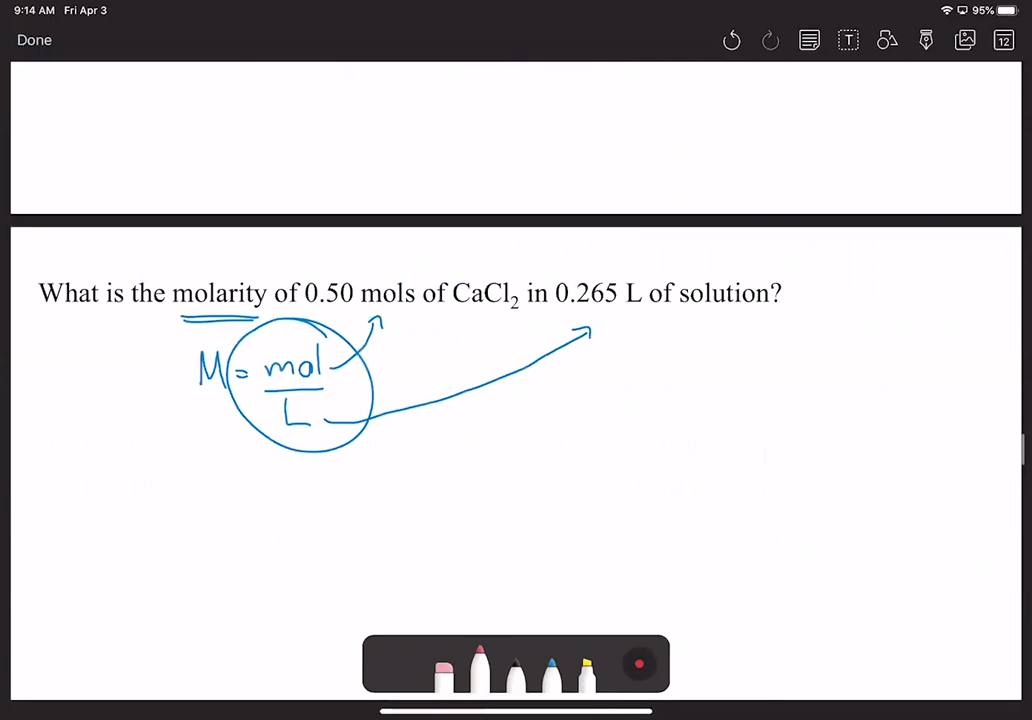 9:14 AM Fri Apr 3 95%
Done T 12
What is the molarity of 0.50 mols of CaCl₂ in 0.265 L of solution?
M = mol
L